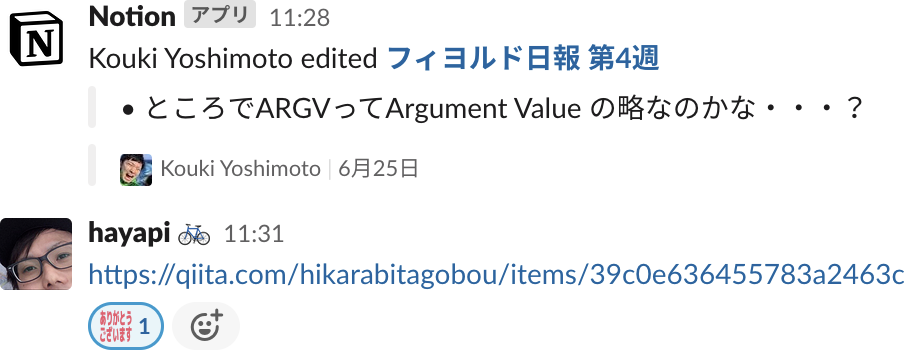 Notion アプリ 11:28
Kouki Yoshimoto edited フィヨルド日報 第4週
• ところでARGVってArgument Value の略なのかな・・・？
Kouki Yoshimoto | 6月25日
hayapi 🚲 11:31
https://qiita.com/hikarabitagobou/items/39c0e636455783a2463c
ありがとう
ございます 1